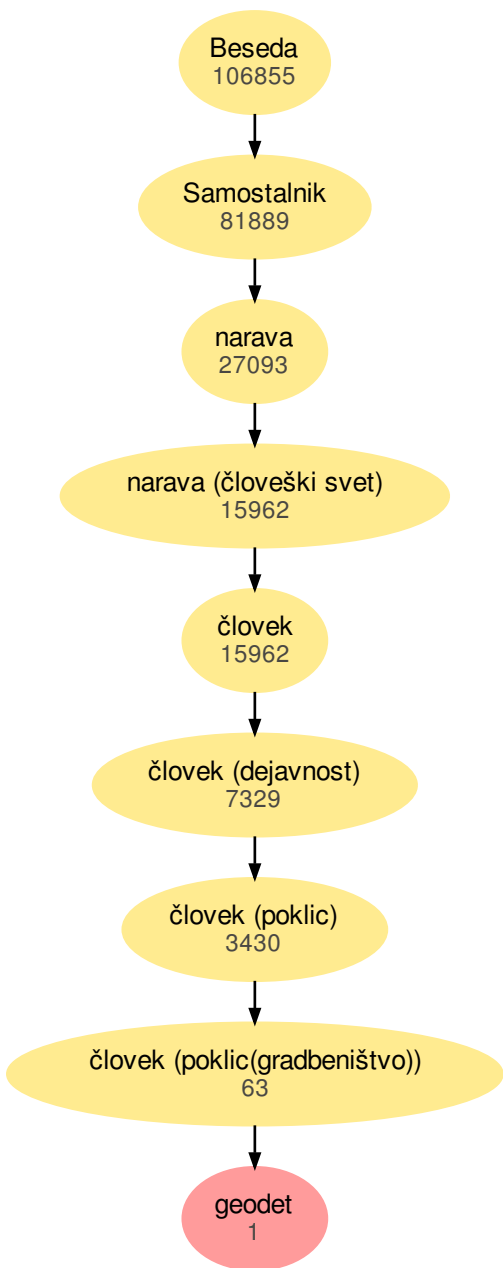 Beseda
106855
Samostalnik
81889
narava
27093
narava (človeški svet)
15962
človek
15962
človek (dejavnost)
7329
človek (poklic)
3430
človek (poklic(gradbeništvo))
63
geodet
1